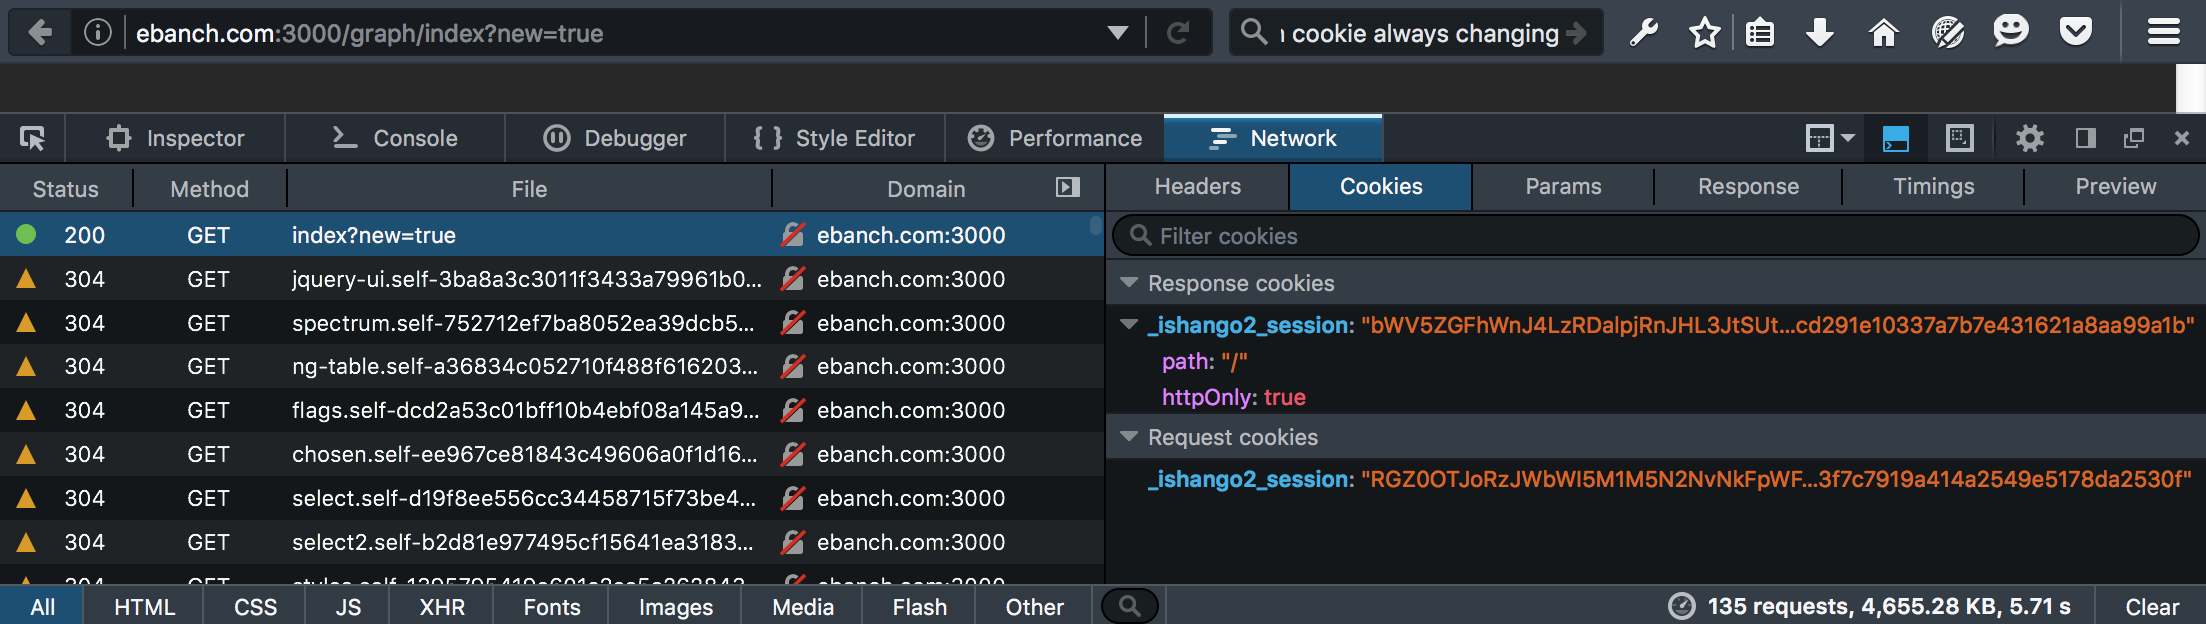 ebanch.com:3000/graph/index?new=true
cookie always changing
Inspector
Console
Debugger
Style Editor
Performance
Network
Status Method File Domain
Headers Cookies Params Response Timings Preview
200 GET index?new=true ebanch.com:3000
304 GET jquery-ui.self-3ba8a3c3011f3433a79961b0... ebanch.com:3000
304 GET spectrum.self-752712ef7ba8052ea39dcb5... ebanch.com:3000
304 GET ng-table.self-a36834c052710f488f616203... ebanch.com:3000
304 GET flags.self-dcd2a53c01bff10b4ebf08a145a9... ebanch.com:3000
304 GET chosen.self-ee967ce81843c49606a0f1d16... ebanch.com:3000
304 GET select.self-d19f8ee556cc34458715f73be4... ebanch.com:3000
304 GET select2.self-b2d81e977495cf15641ea3183... ebanch.com:3000
Filter cookies
Response cookies
_ishango2_session: "bWV5ZGFhWnJ4LzRDalpjRnJHL3JtSUt...cd291e10337a7b7e431621a8aa99a1b"
path: "/"
httpOnly: true
Request cookies
_ishango2_session: "RGZ0OTJoRzJWbWI5M1M5N2NvNkFpWF...3f7c7919a414a2549e5178da2530f"
All HTML CSS JS XHR Fonts Images Media Flash Other
135 requests, 4,655.28 KB, 5.71 s
Clear